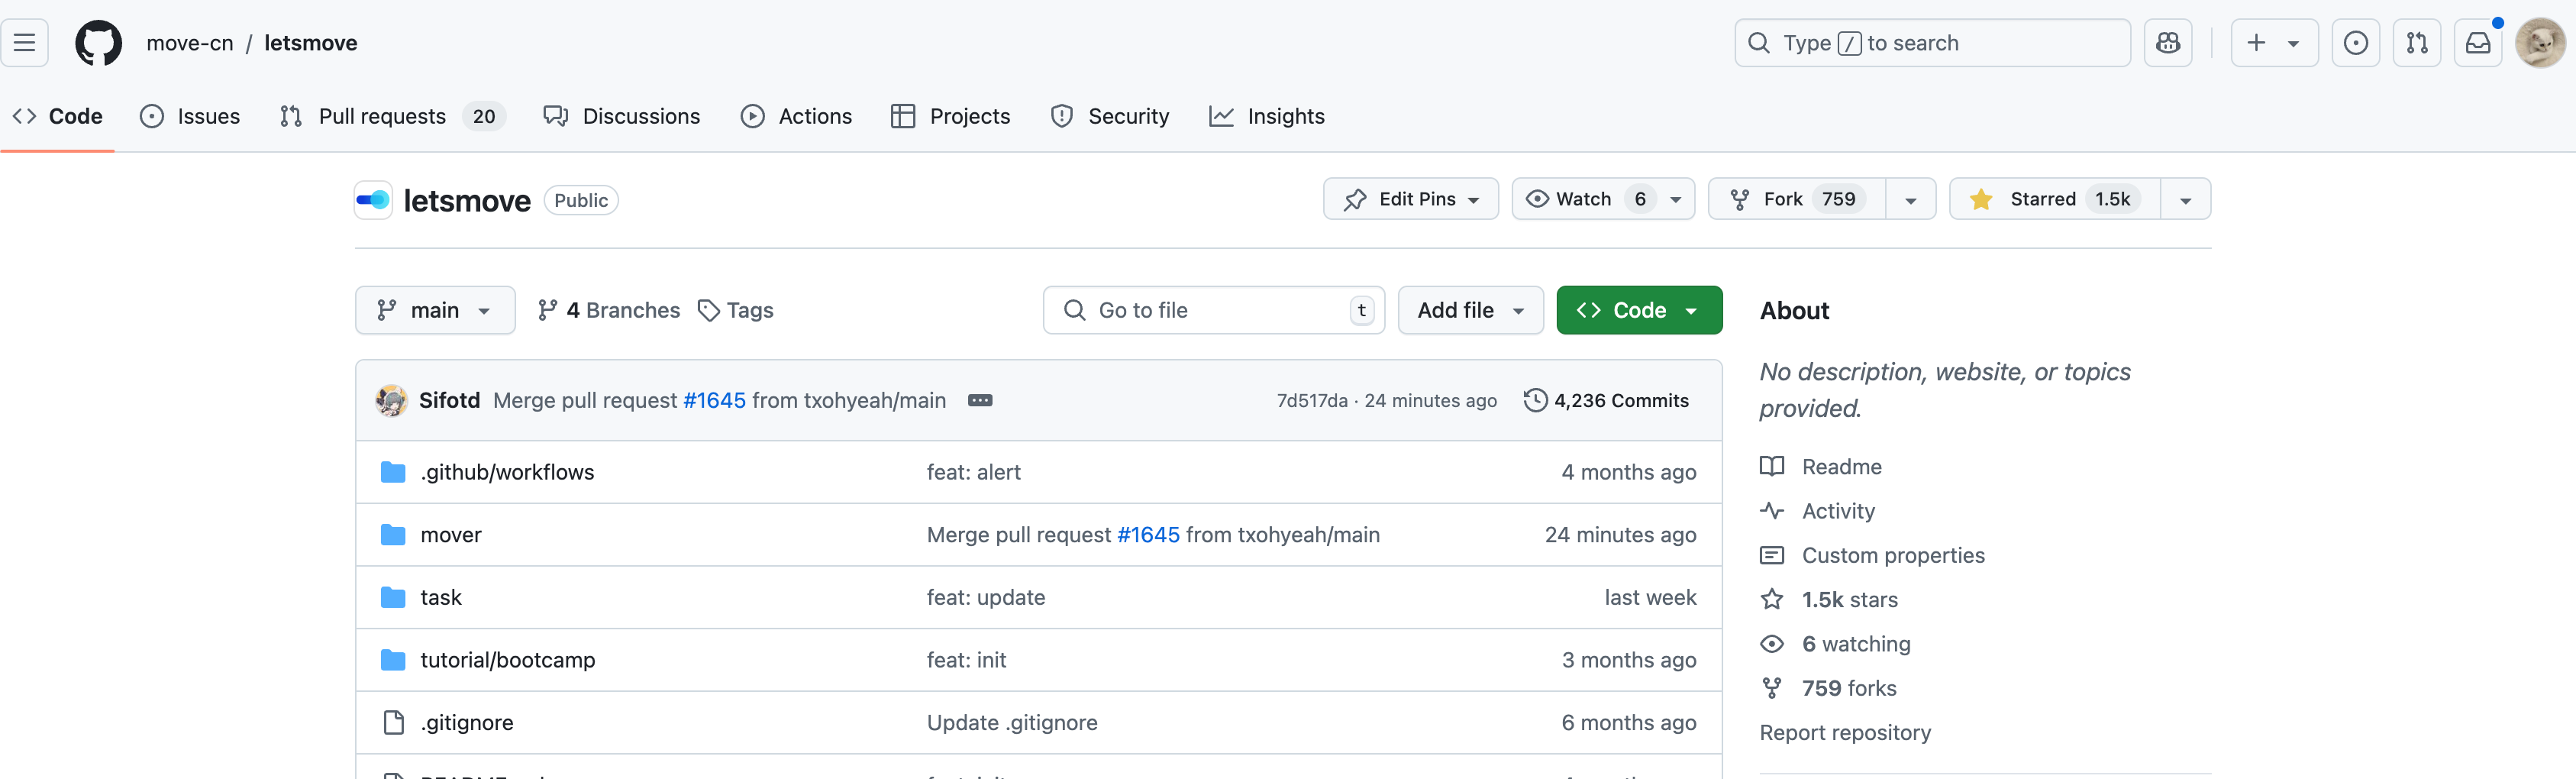 move-cn / letsmove
Type / to search
Code Issues Pull requests 20 Discussions Actions Projects Security Insights
letsmove Public
Edit Pins Watch 6 Fork 759 Starred 1.5k
main 4 Branches Tags Go to file t Add file Code
About
No description, website, or topics
provided.
Readme
Activity
Custom properties
1.5k stars
6 watching
759 forks
Report repository
Sifotd Merge pull request #1645 from txohyeah/main 7d517da · 24 minutes ago 4,236 Commits
.github/workflows feat: alert 4 months ago
mover Merge pull request #1645 from txohyeah/main 24 minutes ago
task feat: update last week
tutorial/bootcamp feat: init 3 months ago
.gitignore Update .gitignore 6 months ago